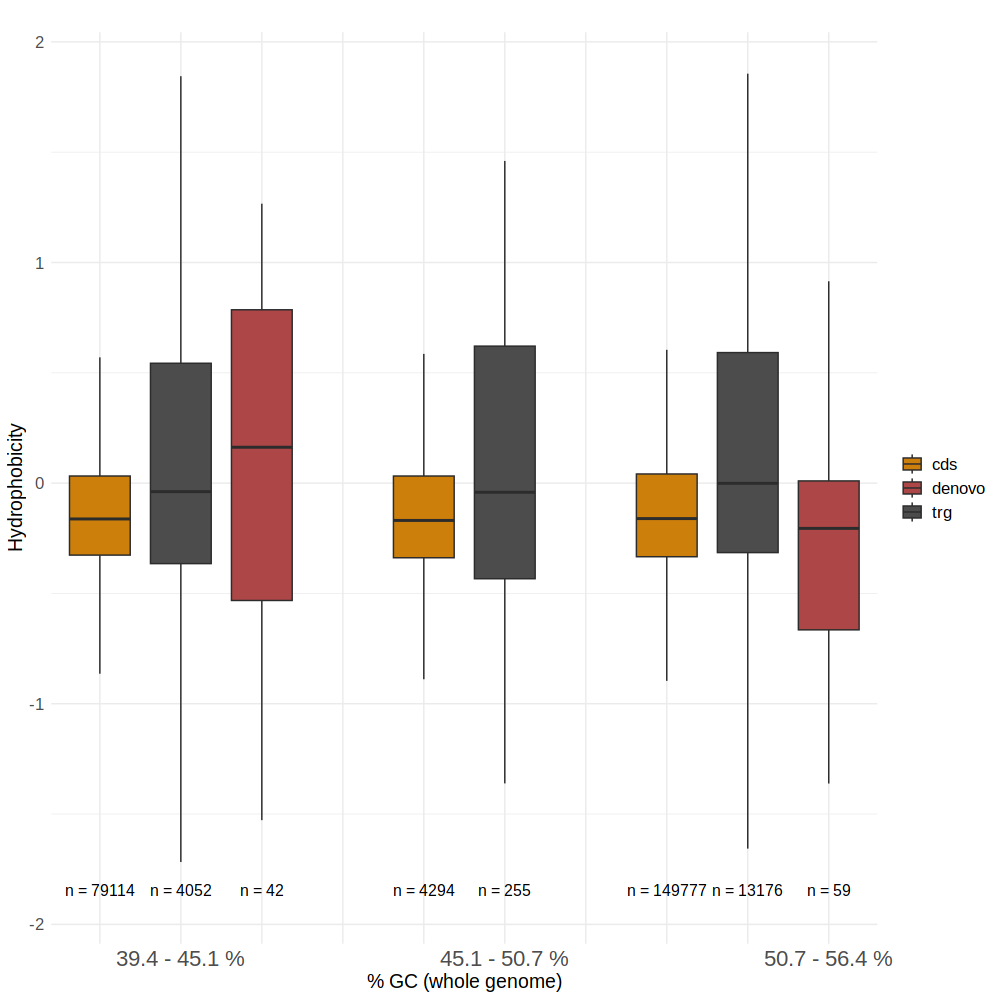 2
1
0
-1
-2
Hydrophobicity
n = 79114 n = 4052 n = 42 n = 4294 n = 255 n = 149777 n = 13176 n = 59
39.4 - 45.1 % 45.1 - 50.7 % 50.7 - 56.4 %
% GC (whole genome)
cds
denovo
trg